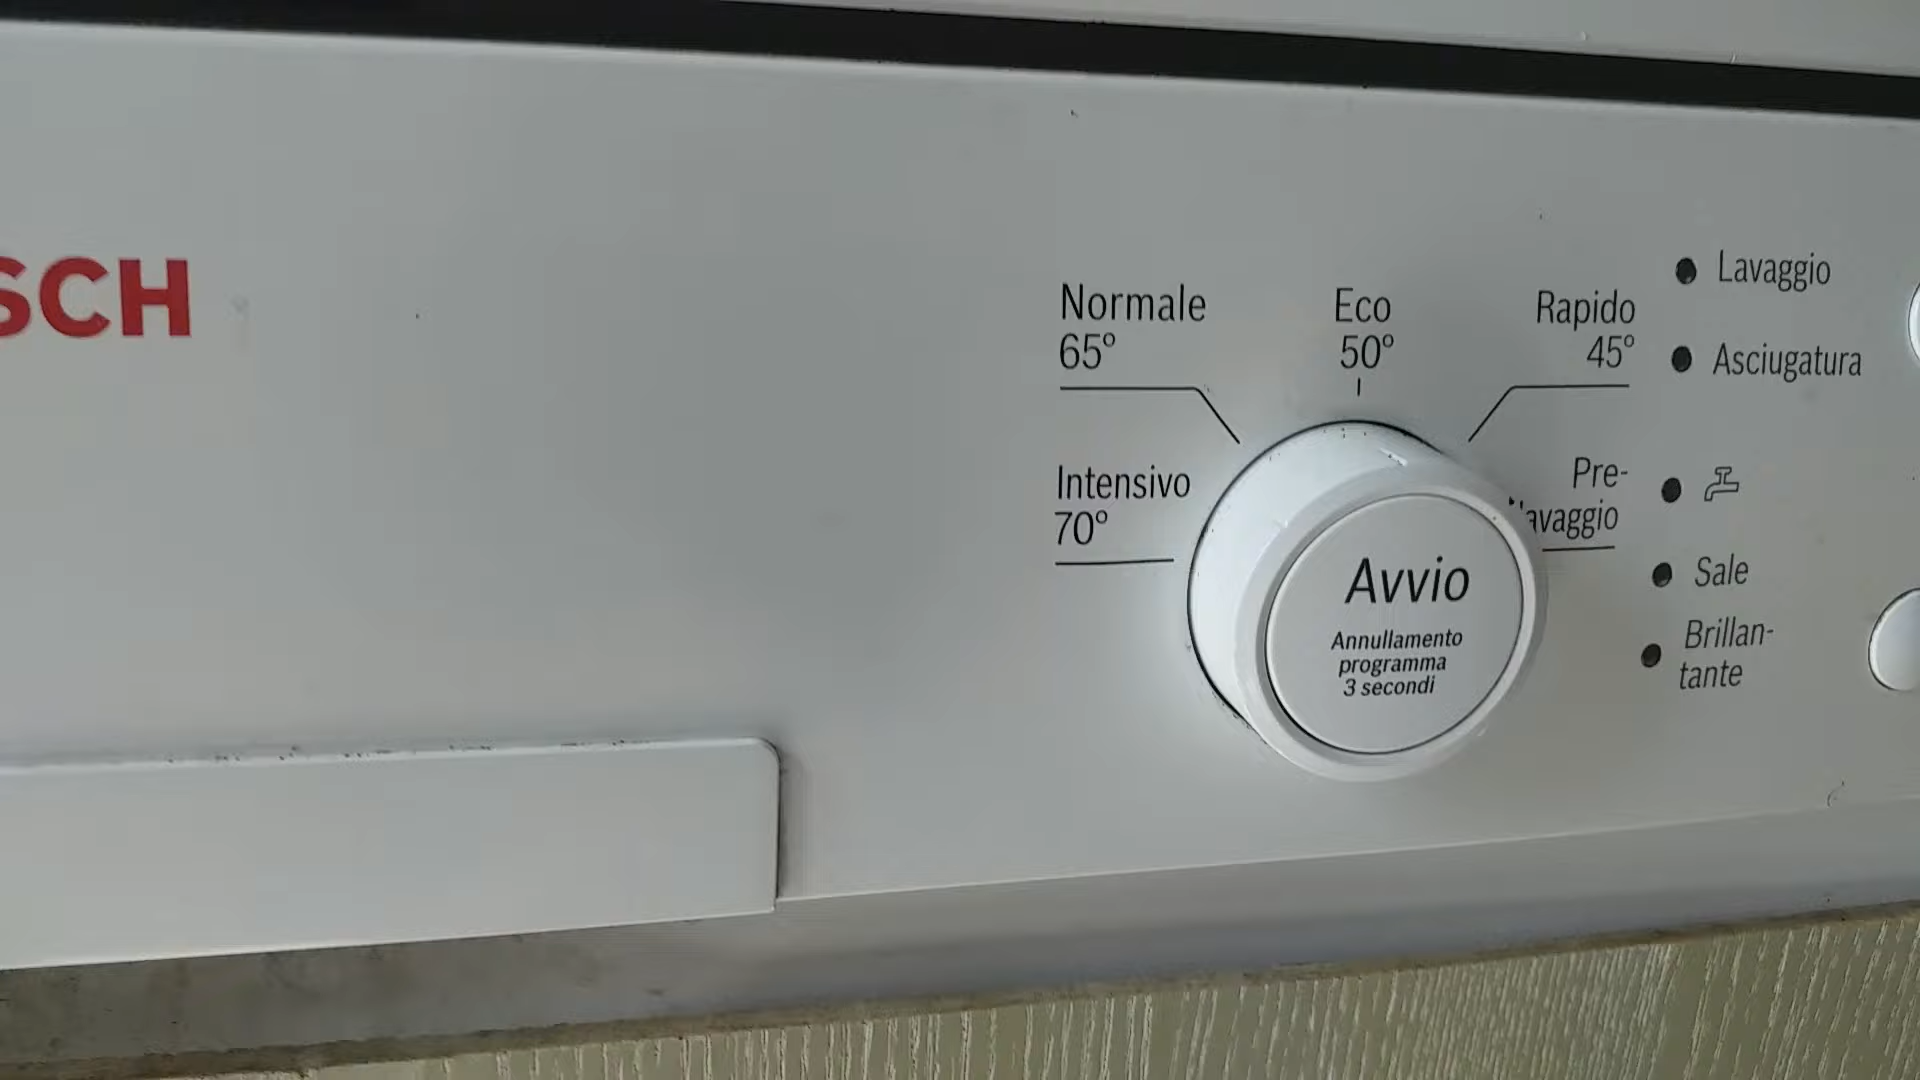 SCH
Normale
65°
Eco
50°
Rapido
45°
Intensivo
70°
Pre-
lavaggio
Avvio
Annullamento
programma
3 secondi
Lavaggio
Asciugatura
Sale
Brillan-
tante